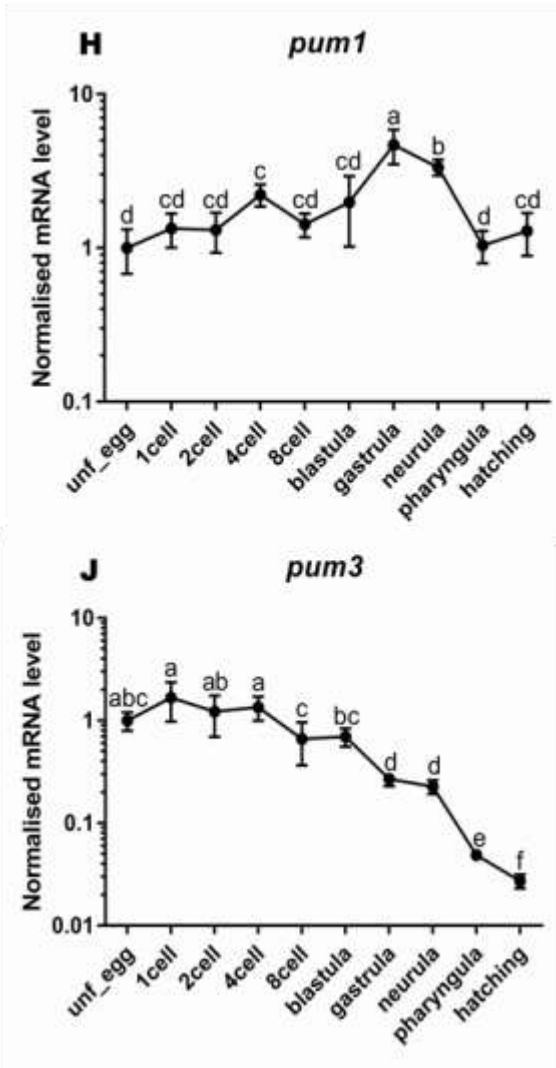 H pum1
Normalised mRNA level
10
1
0.1
d cd cd c cd cd a b d cd
unf_egg 1cell 2cell 4cell 8cell blastula gastrula neurula pharyngula hatching
J pum3
Normalised mRNA level
10
1
0.1
0.01
abc a ab a c bc d d e f
unf_egg 1cell 2cell 4cell 8cell blastula gastrula neurula pharyngula hatching